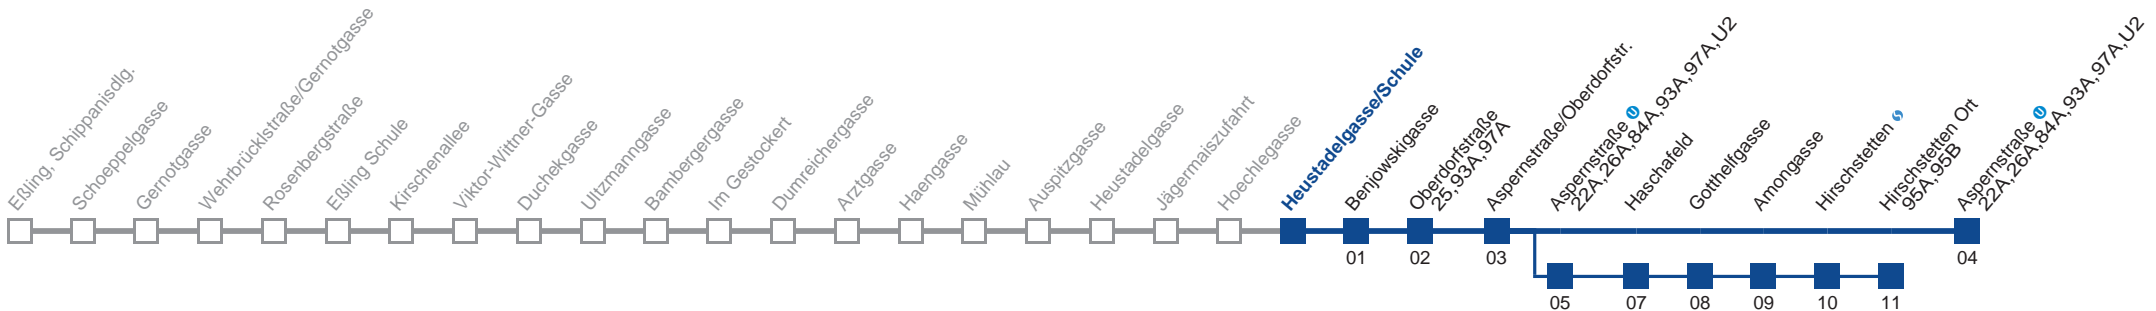 Eßling, Schippanisdlg.
Schoeppelgasse
Gernotgasse
Wehrbrücklstraße/Gernotgasse
Rosenbergstraße
Eßling Schule
Kirschenallee
Viktor-Wittner-Gasse
Duchekgasse
Ultzmanngasse
Bambergergasse
Im Gestockert
Dumreichergasse
Arztgasse
Haengasse
Mühlau
Auspitzgasse
Heustadelgasse
Jägermaiszufahrt
Hoechlegasse
Heustadelgasse/Schule
Benjowskigasse
Oberdorfstraße
25,93A,97A
Aspernstraße/Oberdorfstr.
Aspernstraße U
22A,26A,84A,93A,97A,U2
Haschafeld
Gotthelfgasse
Amongasse
Hirschstetten S
Hirschstetten Ort
95A,95B
Aspernstraße U
22A,26A,84A,93A,97A,U2
01
02
03
04
05
07
08
09
10
11